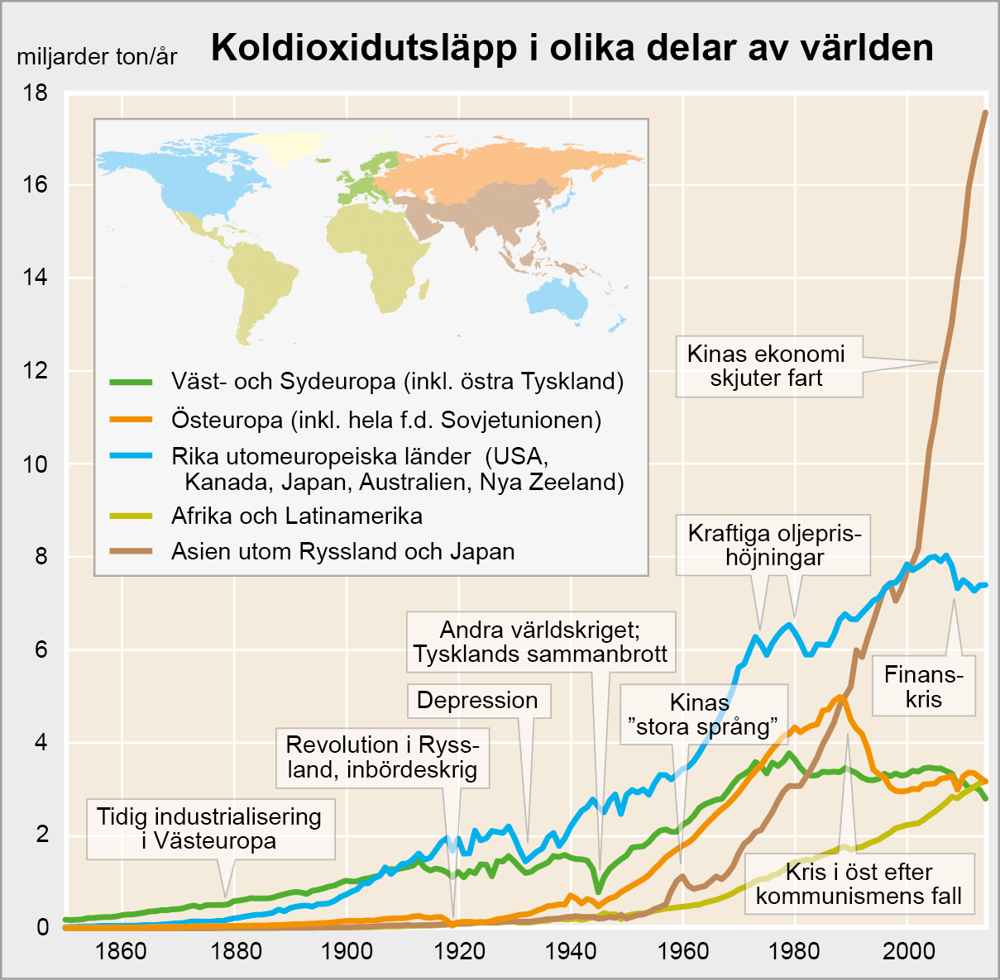 Koldioxidutsläpp i olika delar av världen
miljarder ton/år
18
16
14
12
10
8
6
4
2
0
Väst- och Sydeuropa (inkl. östra Tyskland)
Östeuropa (inkl. hela f.d. Sovjetunionen)
Rika utomeuropeiska länder (USA,
Kanada, Japan, Australien, Nya Zeeland)
Afrika och Latinamerika
Asien utom Ryssland och Japan
Kinas ekonomi
skjuter fart
Kraftiga oljepris-
höjningar
Andra världskriget;
Tysklands sammanbrott
Finans-
kris
Depression
Kinas
”stora språng”
Revolution i Ryss-
land, inbördeskrig
Tidig industrialisering
i Västeuropa
Kris i öst efter
kommunismens fall
1860
1880
1900
1920
1940
1960
1980
2000